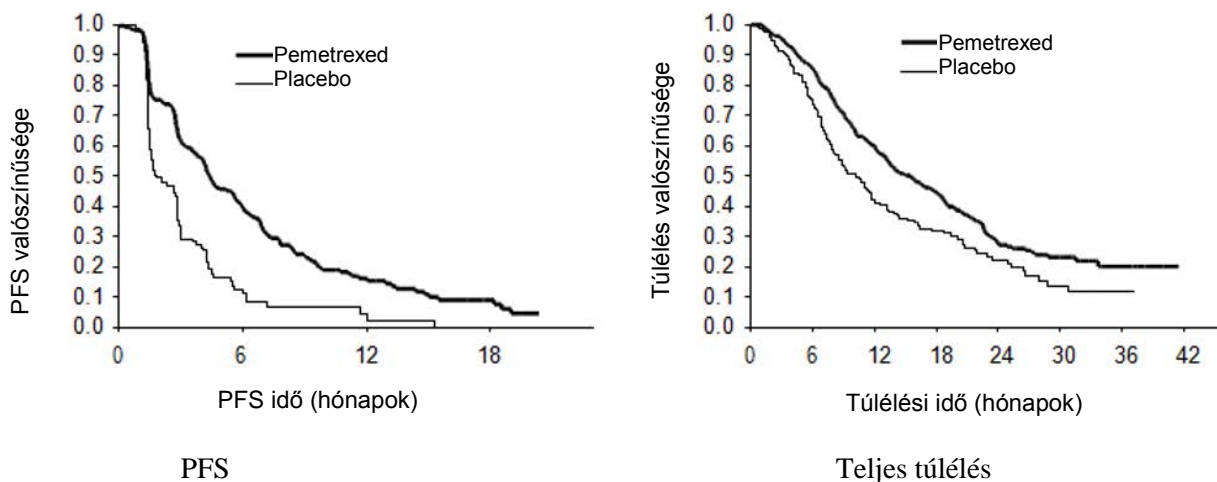 PFS valószínűsége
1.0
0.9
0.8
0.7
0.6
0.5
0.4
0.3
0.2
0.1
0.0
Pemetrexed
Placebo
0 6 12 18
PFS idő (hónapok)
PFS
Túlélés valószínűsége
1.0
0.9
0.8
0.7
0.6
0.5
0.4
0.3
0.2
0.1
0.0
Pemetrexed
Placebo
0 6 12 18 24 30 36 42
Túlélési idő (hónapok)
Teljes túlélés